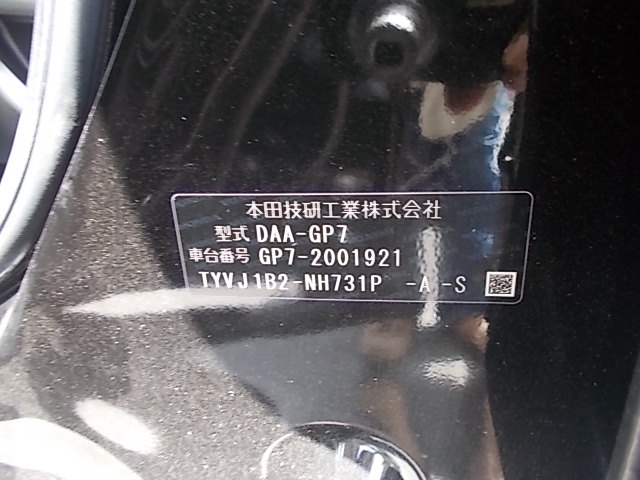 本田技研工業株式会社
型式 DAA-GP7
車台番号 GP7-2001921
TYVJ1B2-NH731P -A -S